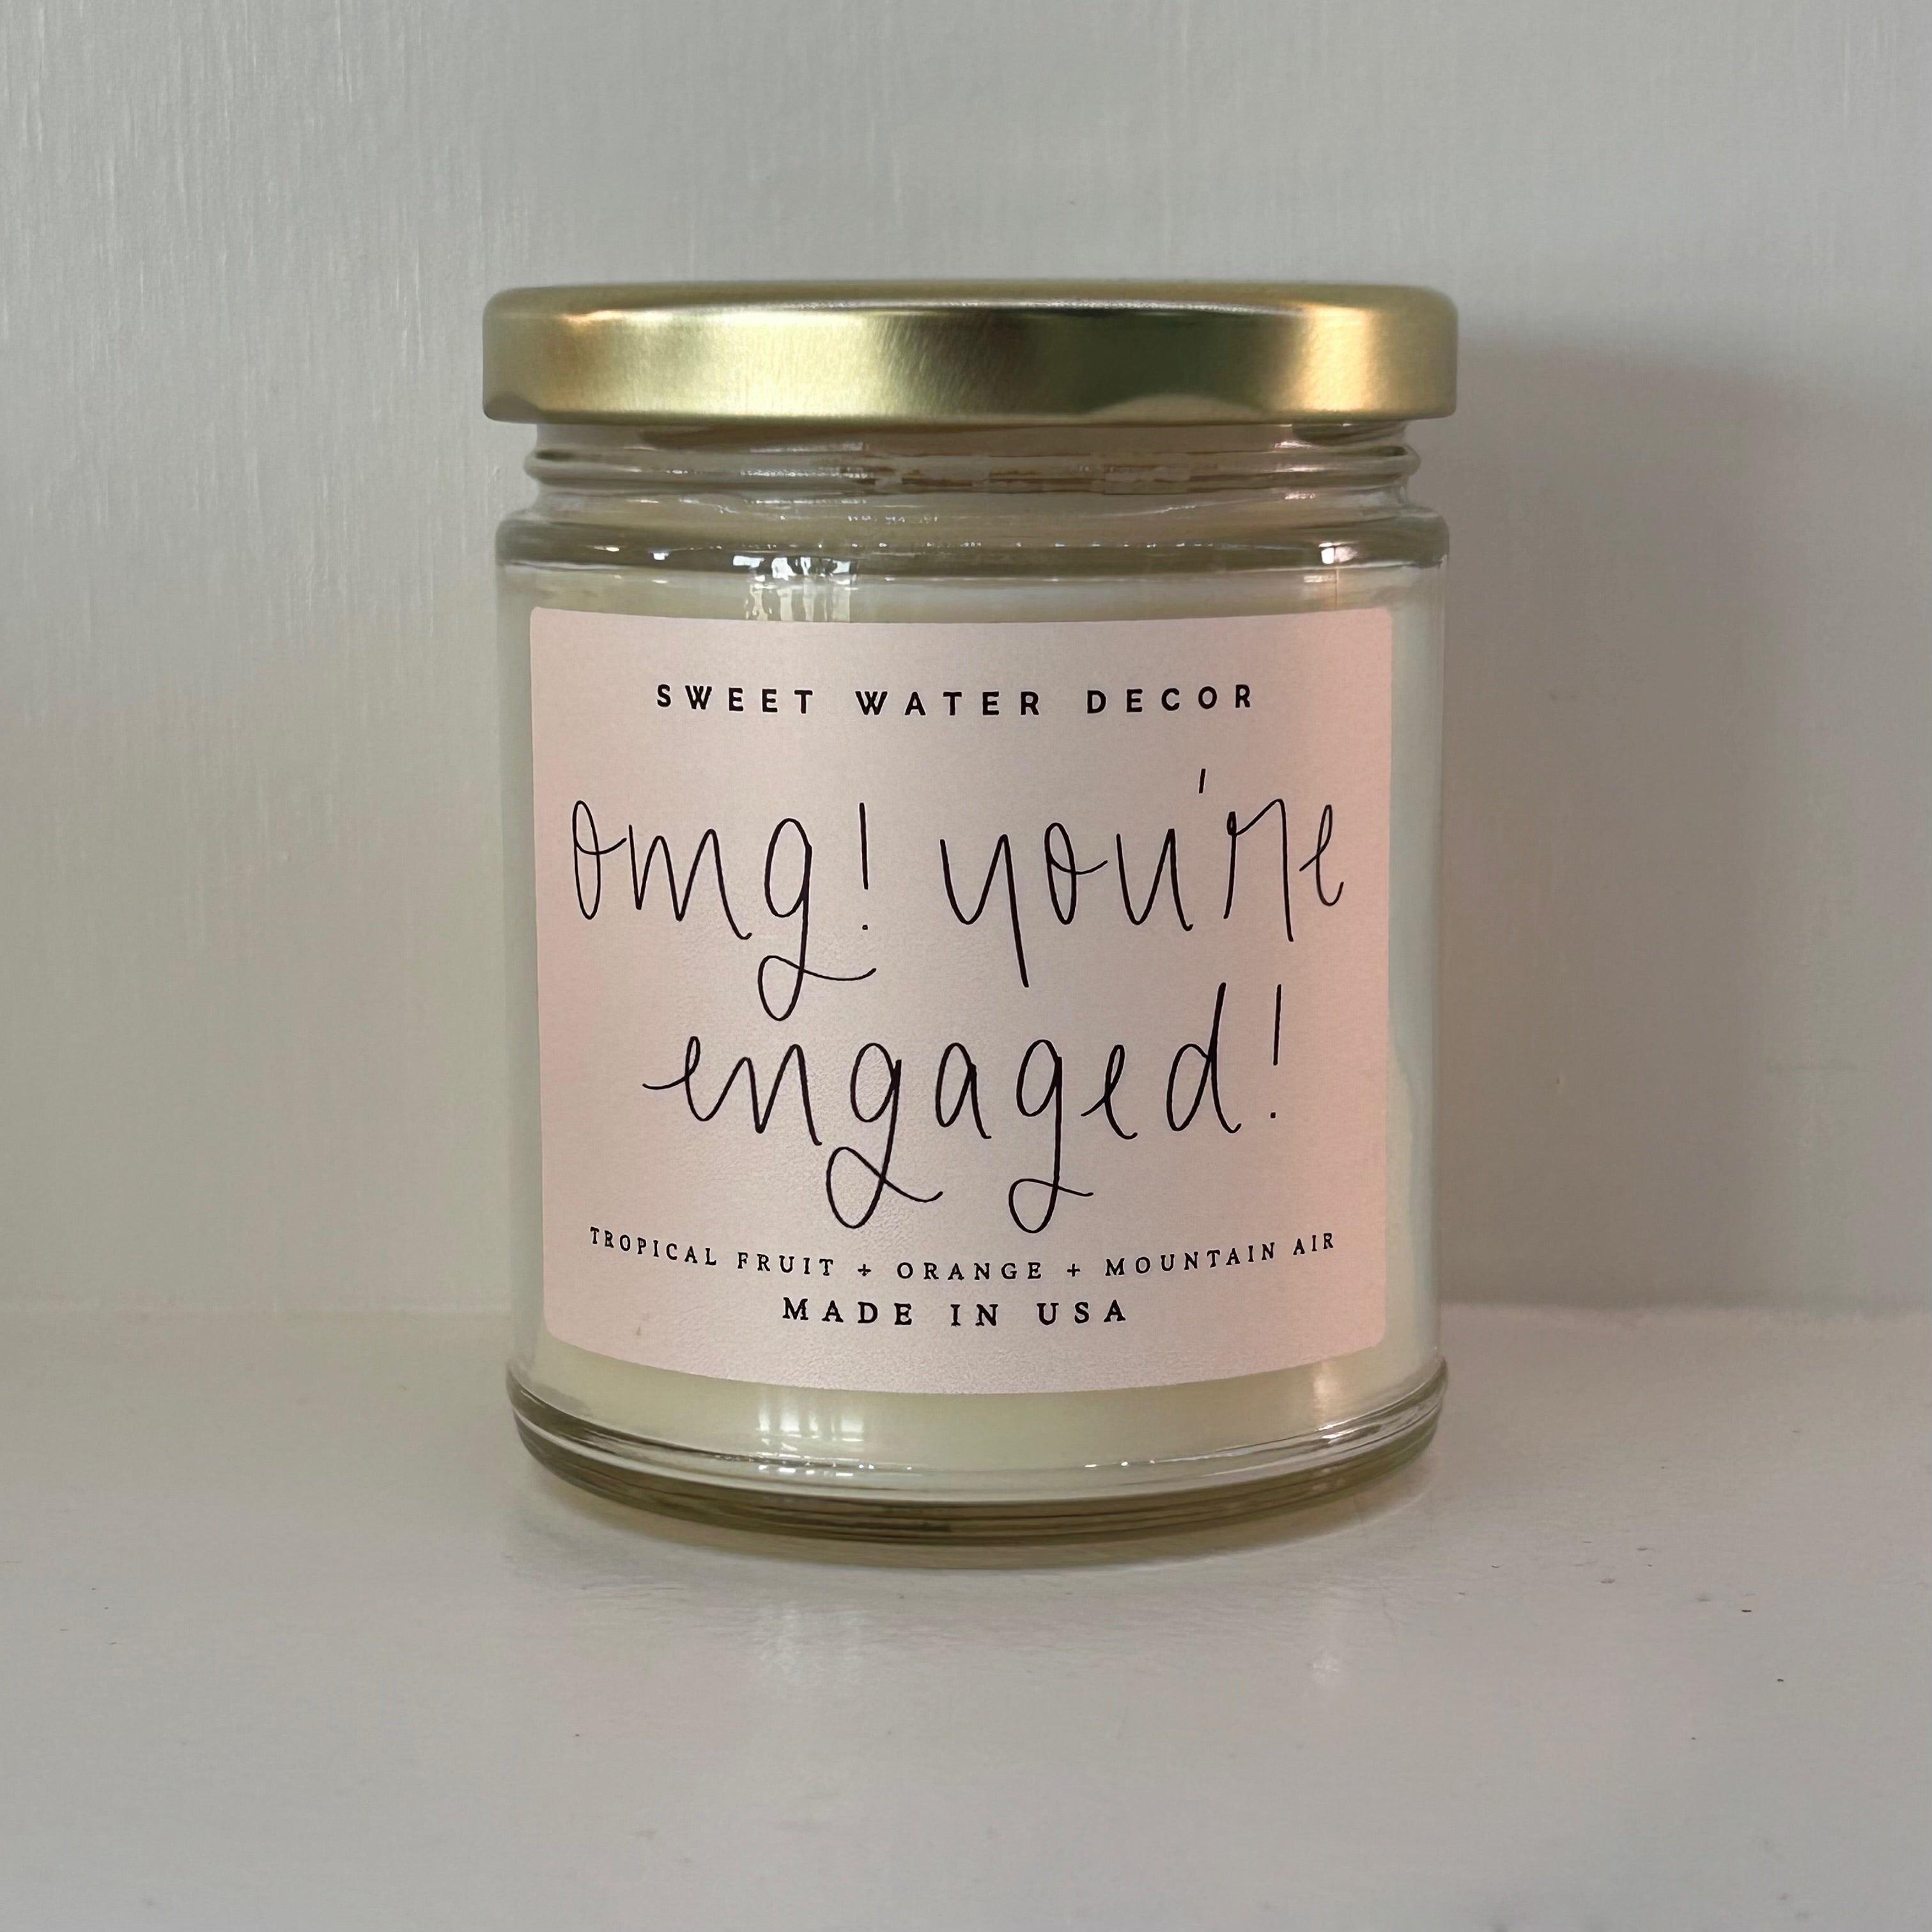 SWEET WATER DECOR
omg! you're
engaged!
TROPICAL FRUIT + ORANGE + MOUNTAIN AIR
MADE IN USA